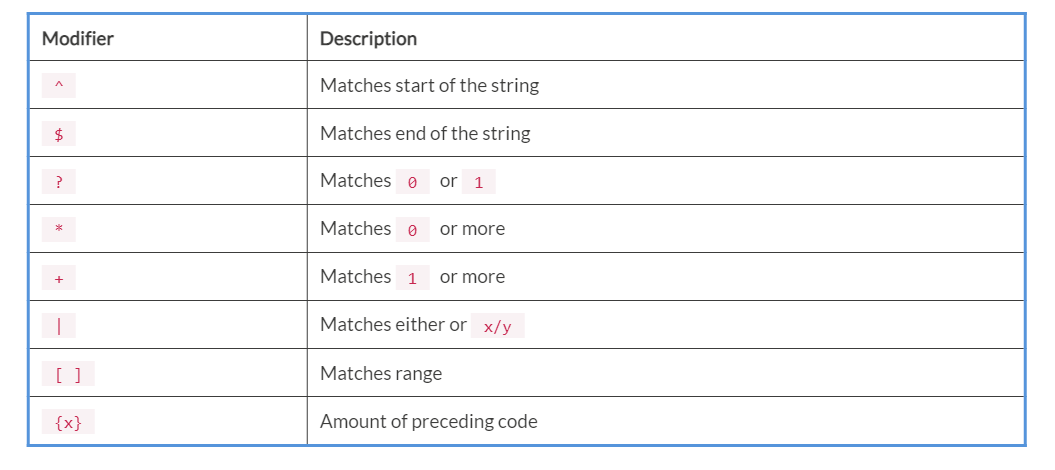 Modifier Description
^ Matches start of the string
$ Matches end of the string
? Matches 0 or 1
* Matches 0 or more
+ Matches 1 or more
| Matches either or x/y
[ ] Matches range
{x} Amount of preceding code